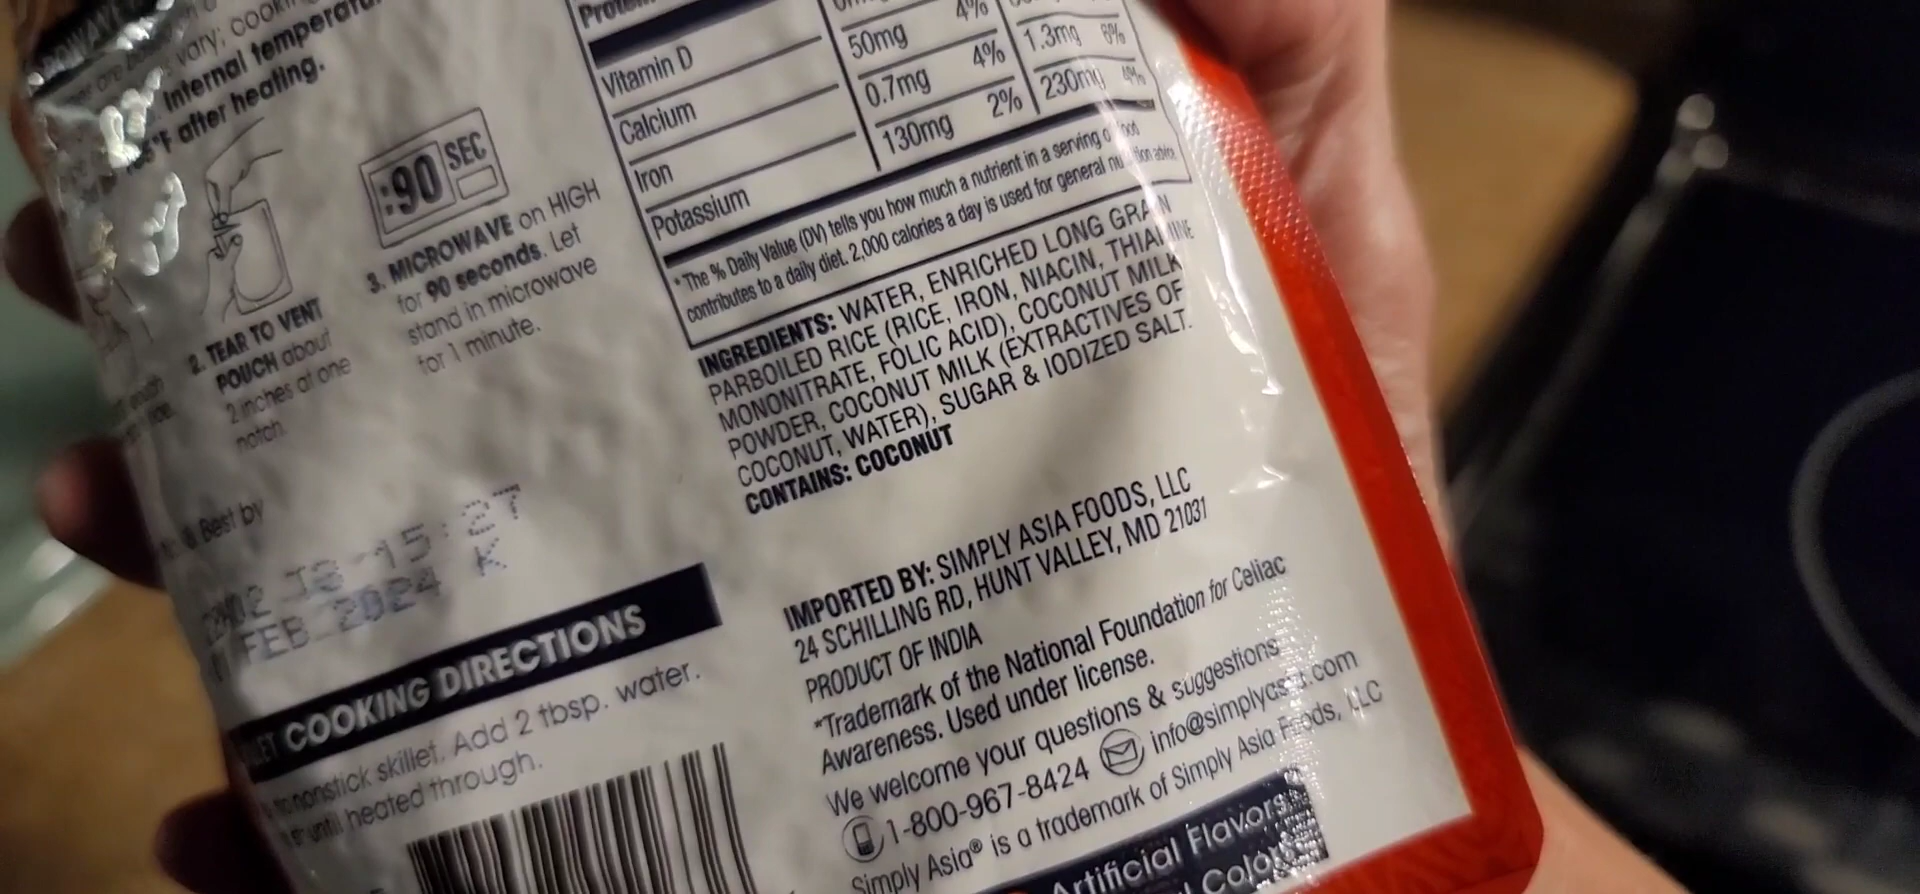 vary; cooking
internal temperatu
°F after heating.
:90 SEC
2. TEAR TO VENT
POUCH about
2 inches at one
notch.
3. MICROWAVE on HIGH
for 90 seconds. Let
stand in microwave
for 1 minute.
Best by
15:27
FEB 2024 K
COOKING DIRECTIONS
nonstick skillet. Add 2 tbsp. water.
until heated through.
Vitamin D
Calcium 50mg 4% 1.3mg 6%
Iron 0.7mg 4% 230mg 4%
Potassium 130mg 2%
* The % Daily Value (DV) tells you how much a nutrient in a serving of food
contributes to a daily diet. 2,000 calories a day is used for general nutrition advice.
INGREDIENTS: WATER, ENRICHED LONG GRAIN
PARBOILED RICE (RICE, IRON, NIACIN, THIAMINE
MONONITRATE, FOLIC ACID), COCONUT MILK
POWDER, COCONUT MILK (EXTRACTIVES OF
COCONUT, WATER), SUGAR & IODIZED SALT.
CONTAINS: COCONUT
IMPORTED BY: SIMPLY ASIA FOODS, LLC
24 SCHILLING RD, HUNT VALLEY, MD 21031
PRODUCT OF INDIA
*Trademark of the National Foundation for Celiac
Awareness. Used under license.
We welcome your questions & suggestions
1-800-967-8424 info@simplyasia.com
Simply Asia® is a trademark of Simply Asia Foods, LLC
Artificial Flavors
Colors